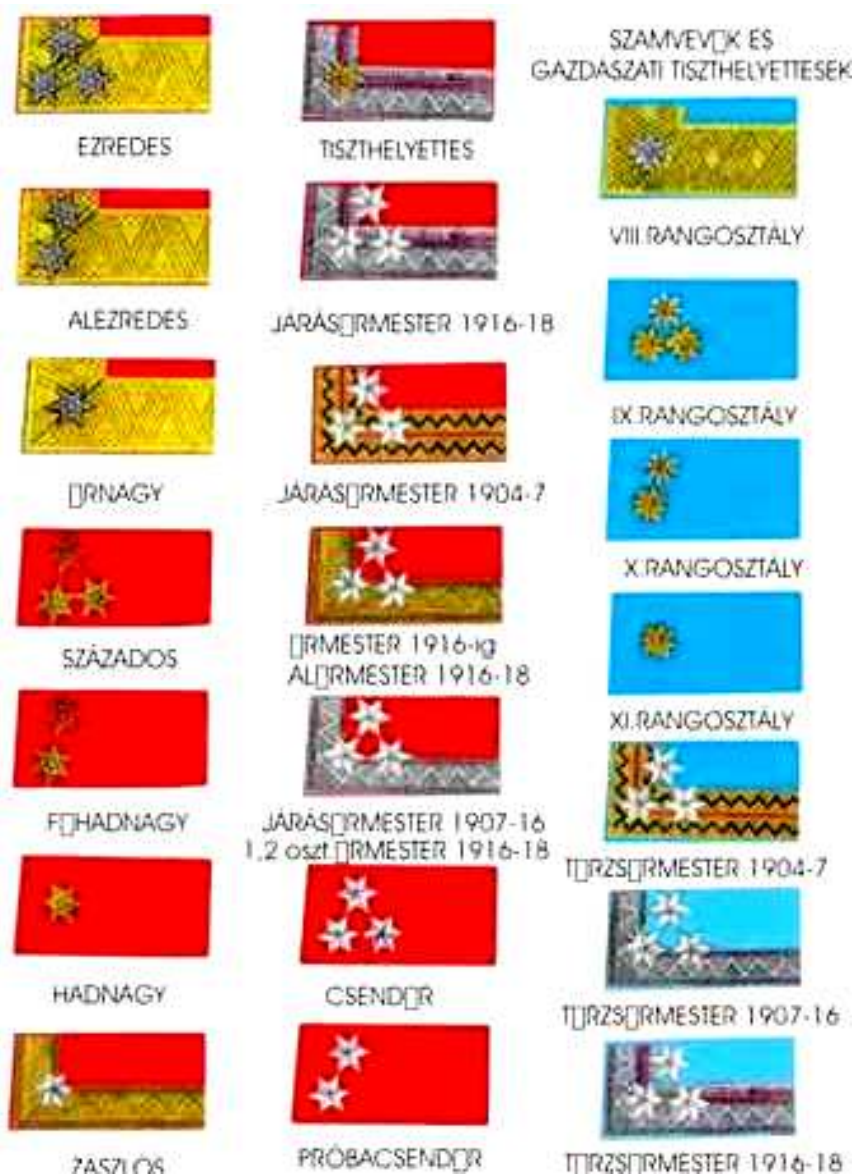 EZREDES
ALEZREDES
▯RNAGY
SZÁZADOS
F▯HADNAGY
HADNAGY
ZASZLOS
TISZTHELYETTES
JÁRÁS▯RMESTER 1916-18
JÁRÁS▯RMESTER 1904-7
▯RMESTER 1916-ig
AL▯RMESTER 1916-18
JÁRÁS▯RMESTER 1907-16
1,2 oszt.▯RMESTER 1916-18
CSEND▯R
PRÓBACSEND▯R
SZAMVEV▯K ES
GAZDASZATI TISZTHELYETTESEK
VIII.RANGOSZTÁLY
IX.RANGOSZTÁLY
X.RANGOSZTÁLY
XI.RANGOSZTÁLY
T▯RZS▯RMESTER 1904-7
T▯RZS▯RMESTER 1907-16
T▯RZS▯RMESTER 1916-18